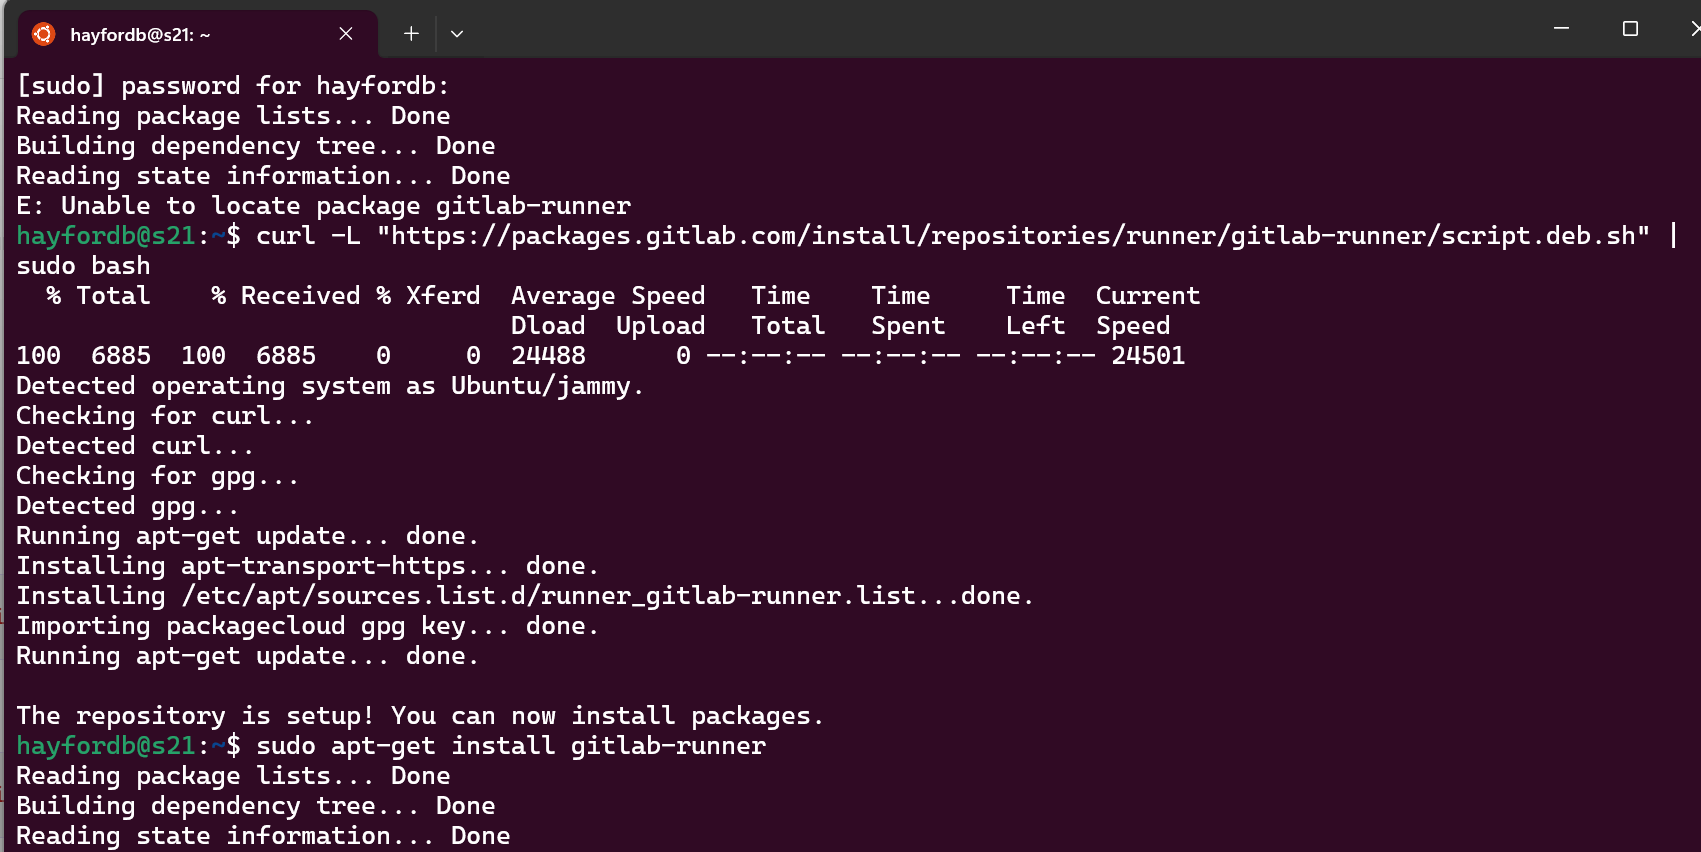 hayfordb@s21: ~
[sudo] password for hayfordb:
Reading package lists... Done
Building dependency tree... Done
Reading state information... Done
E: Unable to locate package gitlab-runner
hayfordb@s21:~$ curl -L "https://packages.gitlab.com/install/repositories/runner/gitlab-runner/script.deb.sh" |
sudo bash
  % Total    % Received % Xferd  Average Speed   Time    Time     Time  Current
                                 Dload  Upload   Total   Spent    Left  Speed
100  6885  100  6885    0     0  24488      0 --:--:-- --:--:-- --:--:-- 24501
Detected operating system as Ubuntu/jammy.
Checking for curl...
Detected curl...
Checking for gpg...
Detected gpg...
Running apt-get update... done.
Installing apt-transport-https... done.
Installing /etc/apt/sources.list.d/runner_gitlab-runner.list...done.
Importing packagecloud gpg key... done.
Running apt-get update... done.

The repository is setup! You can now install packages.
hayfordb@s21:~$ sudo apt-get install gitlab-runner
Reading package lists... Done
Building dependency tree... Done
Reading state information... Done